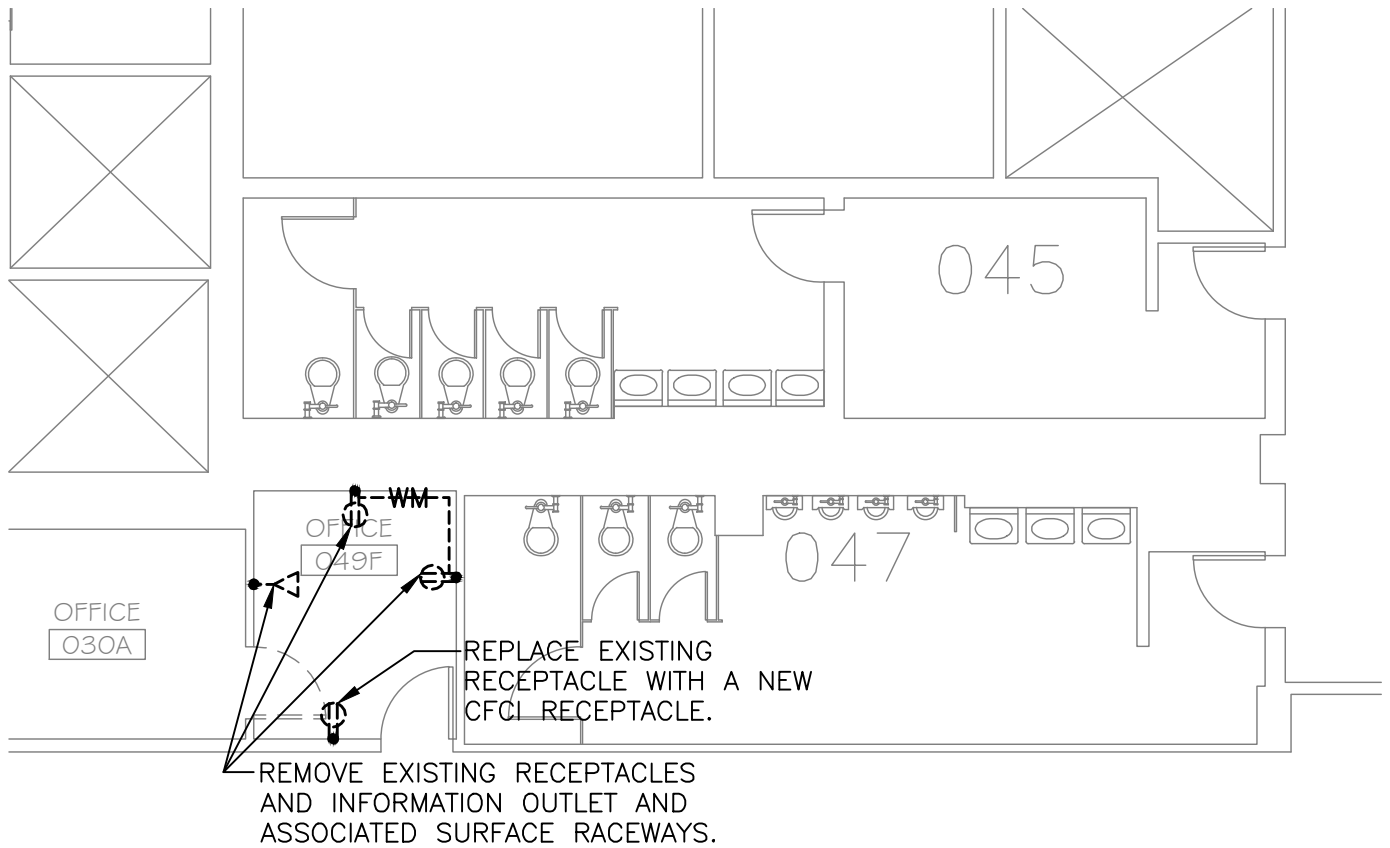 045
WM
OFFICE
049F
047
OFFICE
030A
REPLACE EXISTING
RECEPTACLE WITH A NEW
CFCI RECEPTACLE.
REMOVE EXISTING RECEPTACLES
AND INFORMATION OUTLET AND
ASSOCIATED SURFACE RACEWAYS.